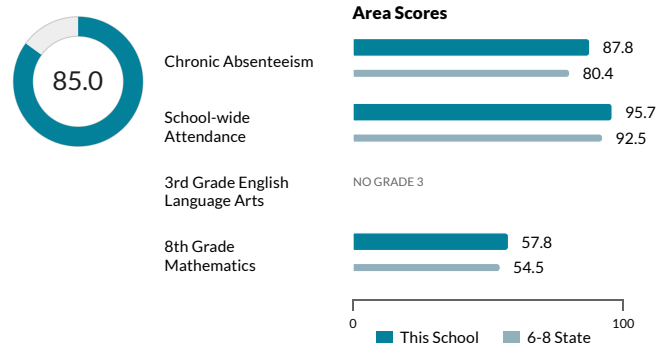 Area Scores
85.0
Chronic Absenteeism
87.8
80.4
School-wide
Attendance
95.7
92.5
3rd Grade English
Language Arts
NO GRADE 3
8th Grade
Mathematics
57.8
54.5
0
100
This School
6-8 State